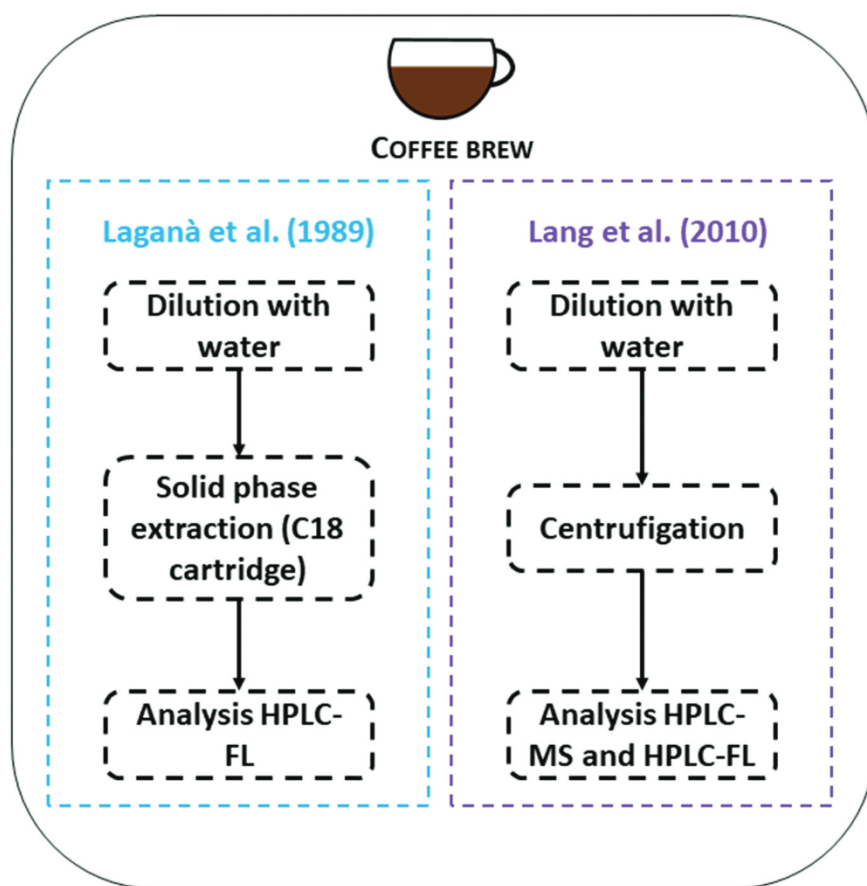 COFFEE BREW
Laganà et al. (1989)
Dilution with
water
Solid phase
extraction (C18
cartridge)
Analysis HPLC-
FL
Lang et al. (2010)
Dilution with
water
Centrufigation
Analysis HPLC-
MS and HPLC-FL